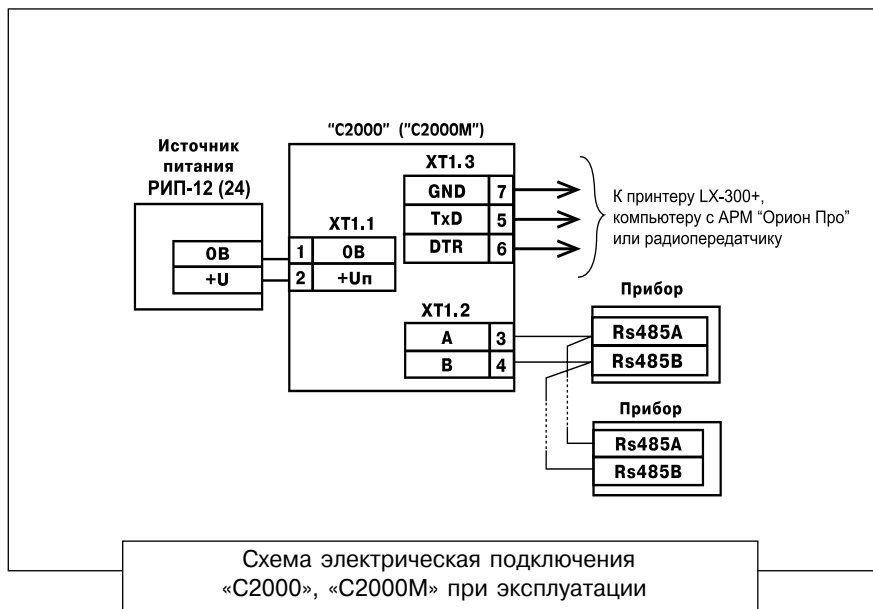 “С2000” (“С2000М”)
Источник
питания
РИП-12 (24)
0В
+U
XT1.1
1 0В
2 +Uп
XT1.3
GND 7
TxD 5
DTR 6
К принтеру LX-300+,
компьютеру с АРМ “Орион Про”
или радиопередатчику
XT1.2
A 3
B 4
Прибор
Rs485A
Rs485B
Прибор
Rs485A
Rs485B
Схема электрическая подключения
«С2000», «С2000М» при эксплуатации